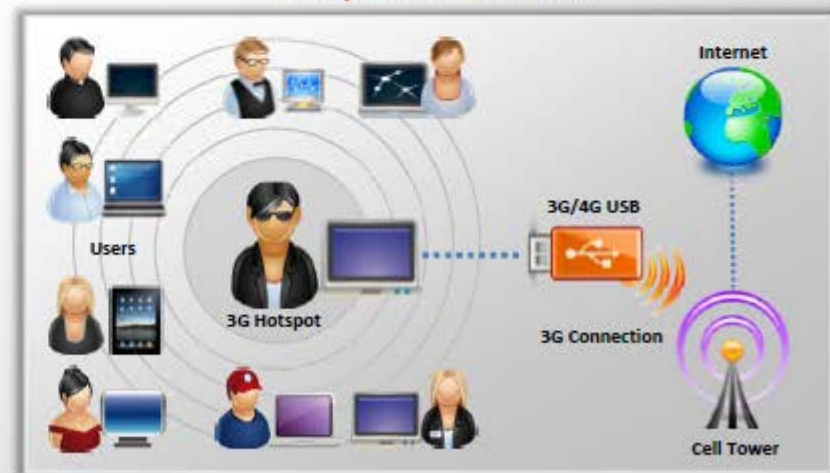 Internet
3G/4G USB
Users
3G Hotspot
3G Connection
Cell Tower